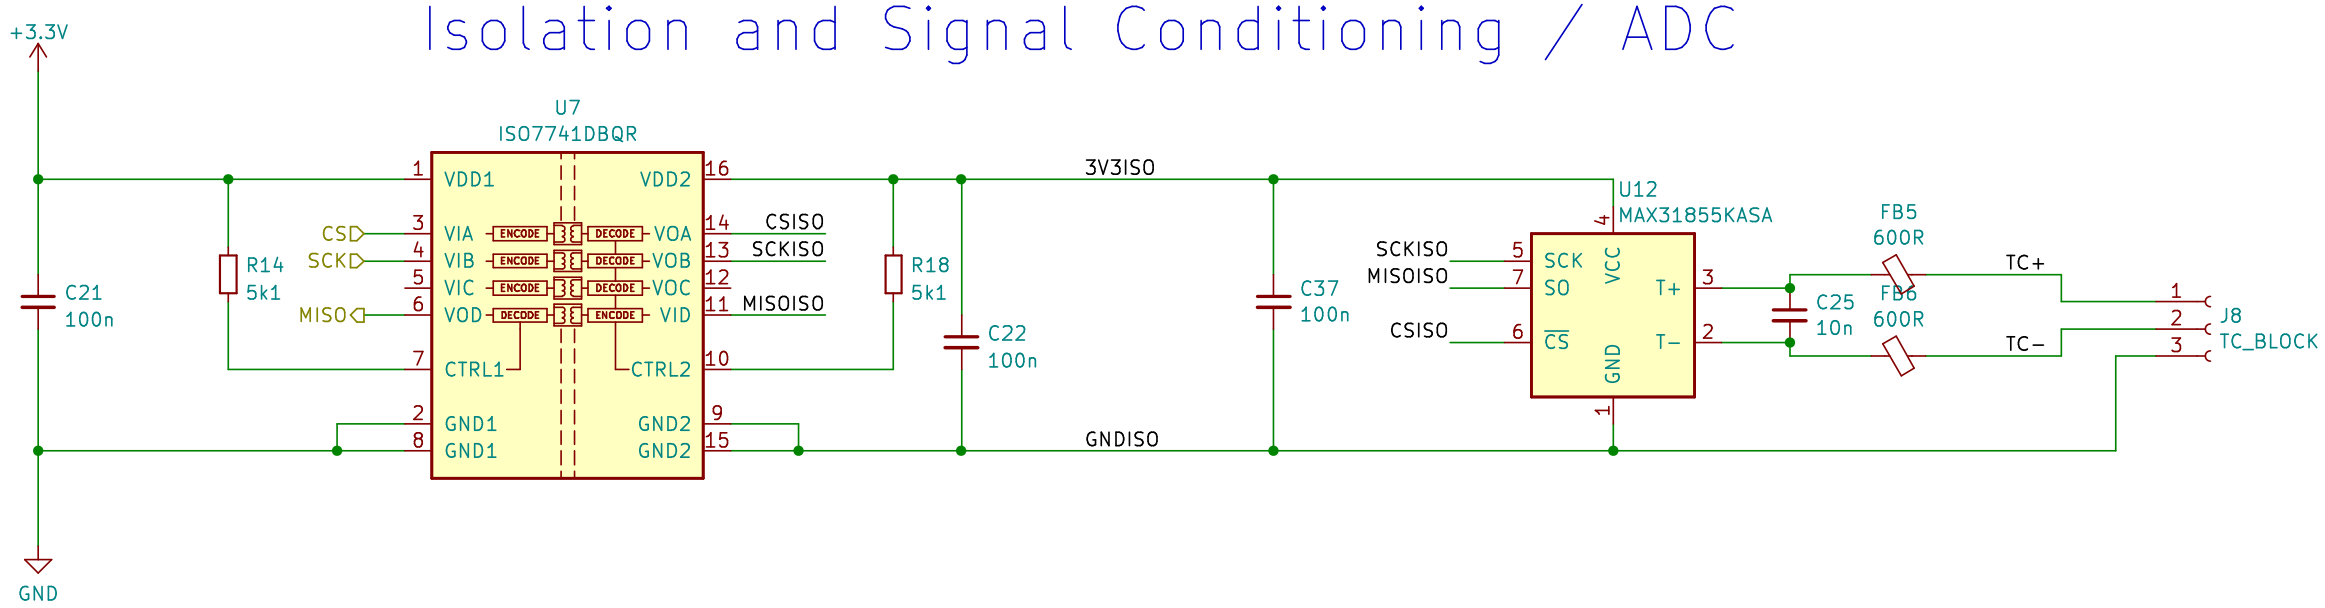 Isolation and Signal Conditioning / ADC
+3.3V
C21
100n
GND
R14
5k1
CS
SCK
MISO
U7
ISO7741DBQR
1 VDD1 VDD2 16
3 VIA ENCODE DECODE VOA 14
4 VIB ENCODE DECODE VOB 13
5 VIC ENCODE DECODE VOC 12
6 VOD DECODE ENCODE VID 11
7 CTRL1 CTRL2 10
2 GND1 GND2 9
8 GND1 GND2 15
CSISO
SCKISO
MISOISO
R18
5k1
C22
100n
3V3ISO
GNDISO
C37
100n
U12
MAX31855KASA
SCKISO 5 SCK
MISOISO 7 SO
CSISO 6 CS
4 VCC
GND 1
T+ 3
T- 2
C25
10n
FB5
600R
FB6
600R
TC+
TC-
1
2
3
J8
TC_BLOCK